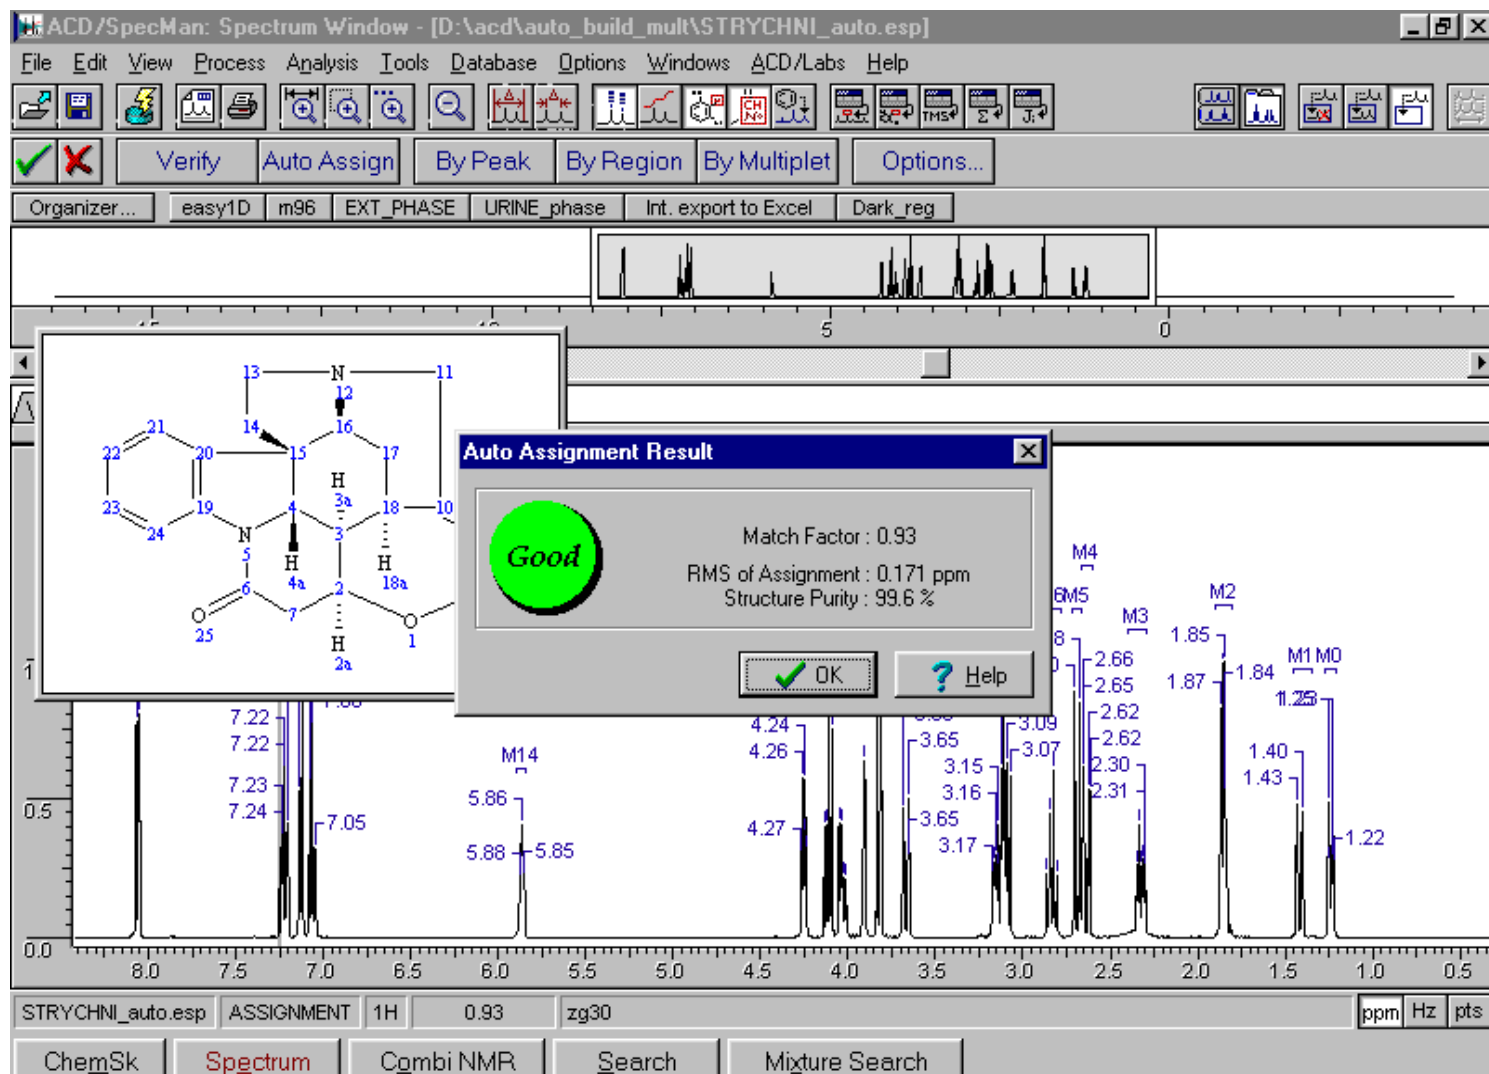 ACD/SpecMan: Spectrum Window - [D:\acd\auto_build_mult\STRYCHNI_auto.esp]
File Edit View Process Analysis Tools Database Options Windows ACD/Labs Help
TMS
Verify Auto Assign By Peak By Region By Multiplet Options...
Organizer... easy1D m96 EXT_PHASE URINE_phase Int. export to Excel Dark_reg
5 0
13 N 11
12
21 14 16
22 20 15 17
H
3a
23 19 4 3 18 10
24 N
5 H H
4a 18a
6 7 2
O O
25 1
H
2a
Auto Assignment Result
Good
Match Factor : 0.93
RMS of Assignment : 0.171 ppm
Structure Purity : 99.6 %
OK Help
M4
M5
M3
M2
M1 M0
M14
7.22
7.22
7.23
7.24
7.05
5.86
5.88 5.85
4.24
4.26
4.27
3.65
3.65
3.09
3.07
3.15
3.16
3.17
2.66
2.65
2.62
2.62
2.30
2.31
1.85
1.84
1.87
1.40
1.43
1.22
0.5
0.0
8.0 7.5 7.0 6.5 6.0 5.5 5.0 4.5 4.0 3.5 3.0 2.5 2.0 1.5 1.0 0.5
STRYCHNI_auto.esp ASSIGNMENT 1H 0.93 zg30 ppm Hz pts
ChemSk Spectrum Combi NMR Search Mixture Search